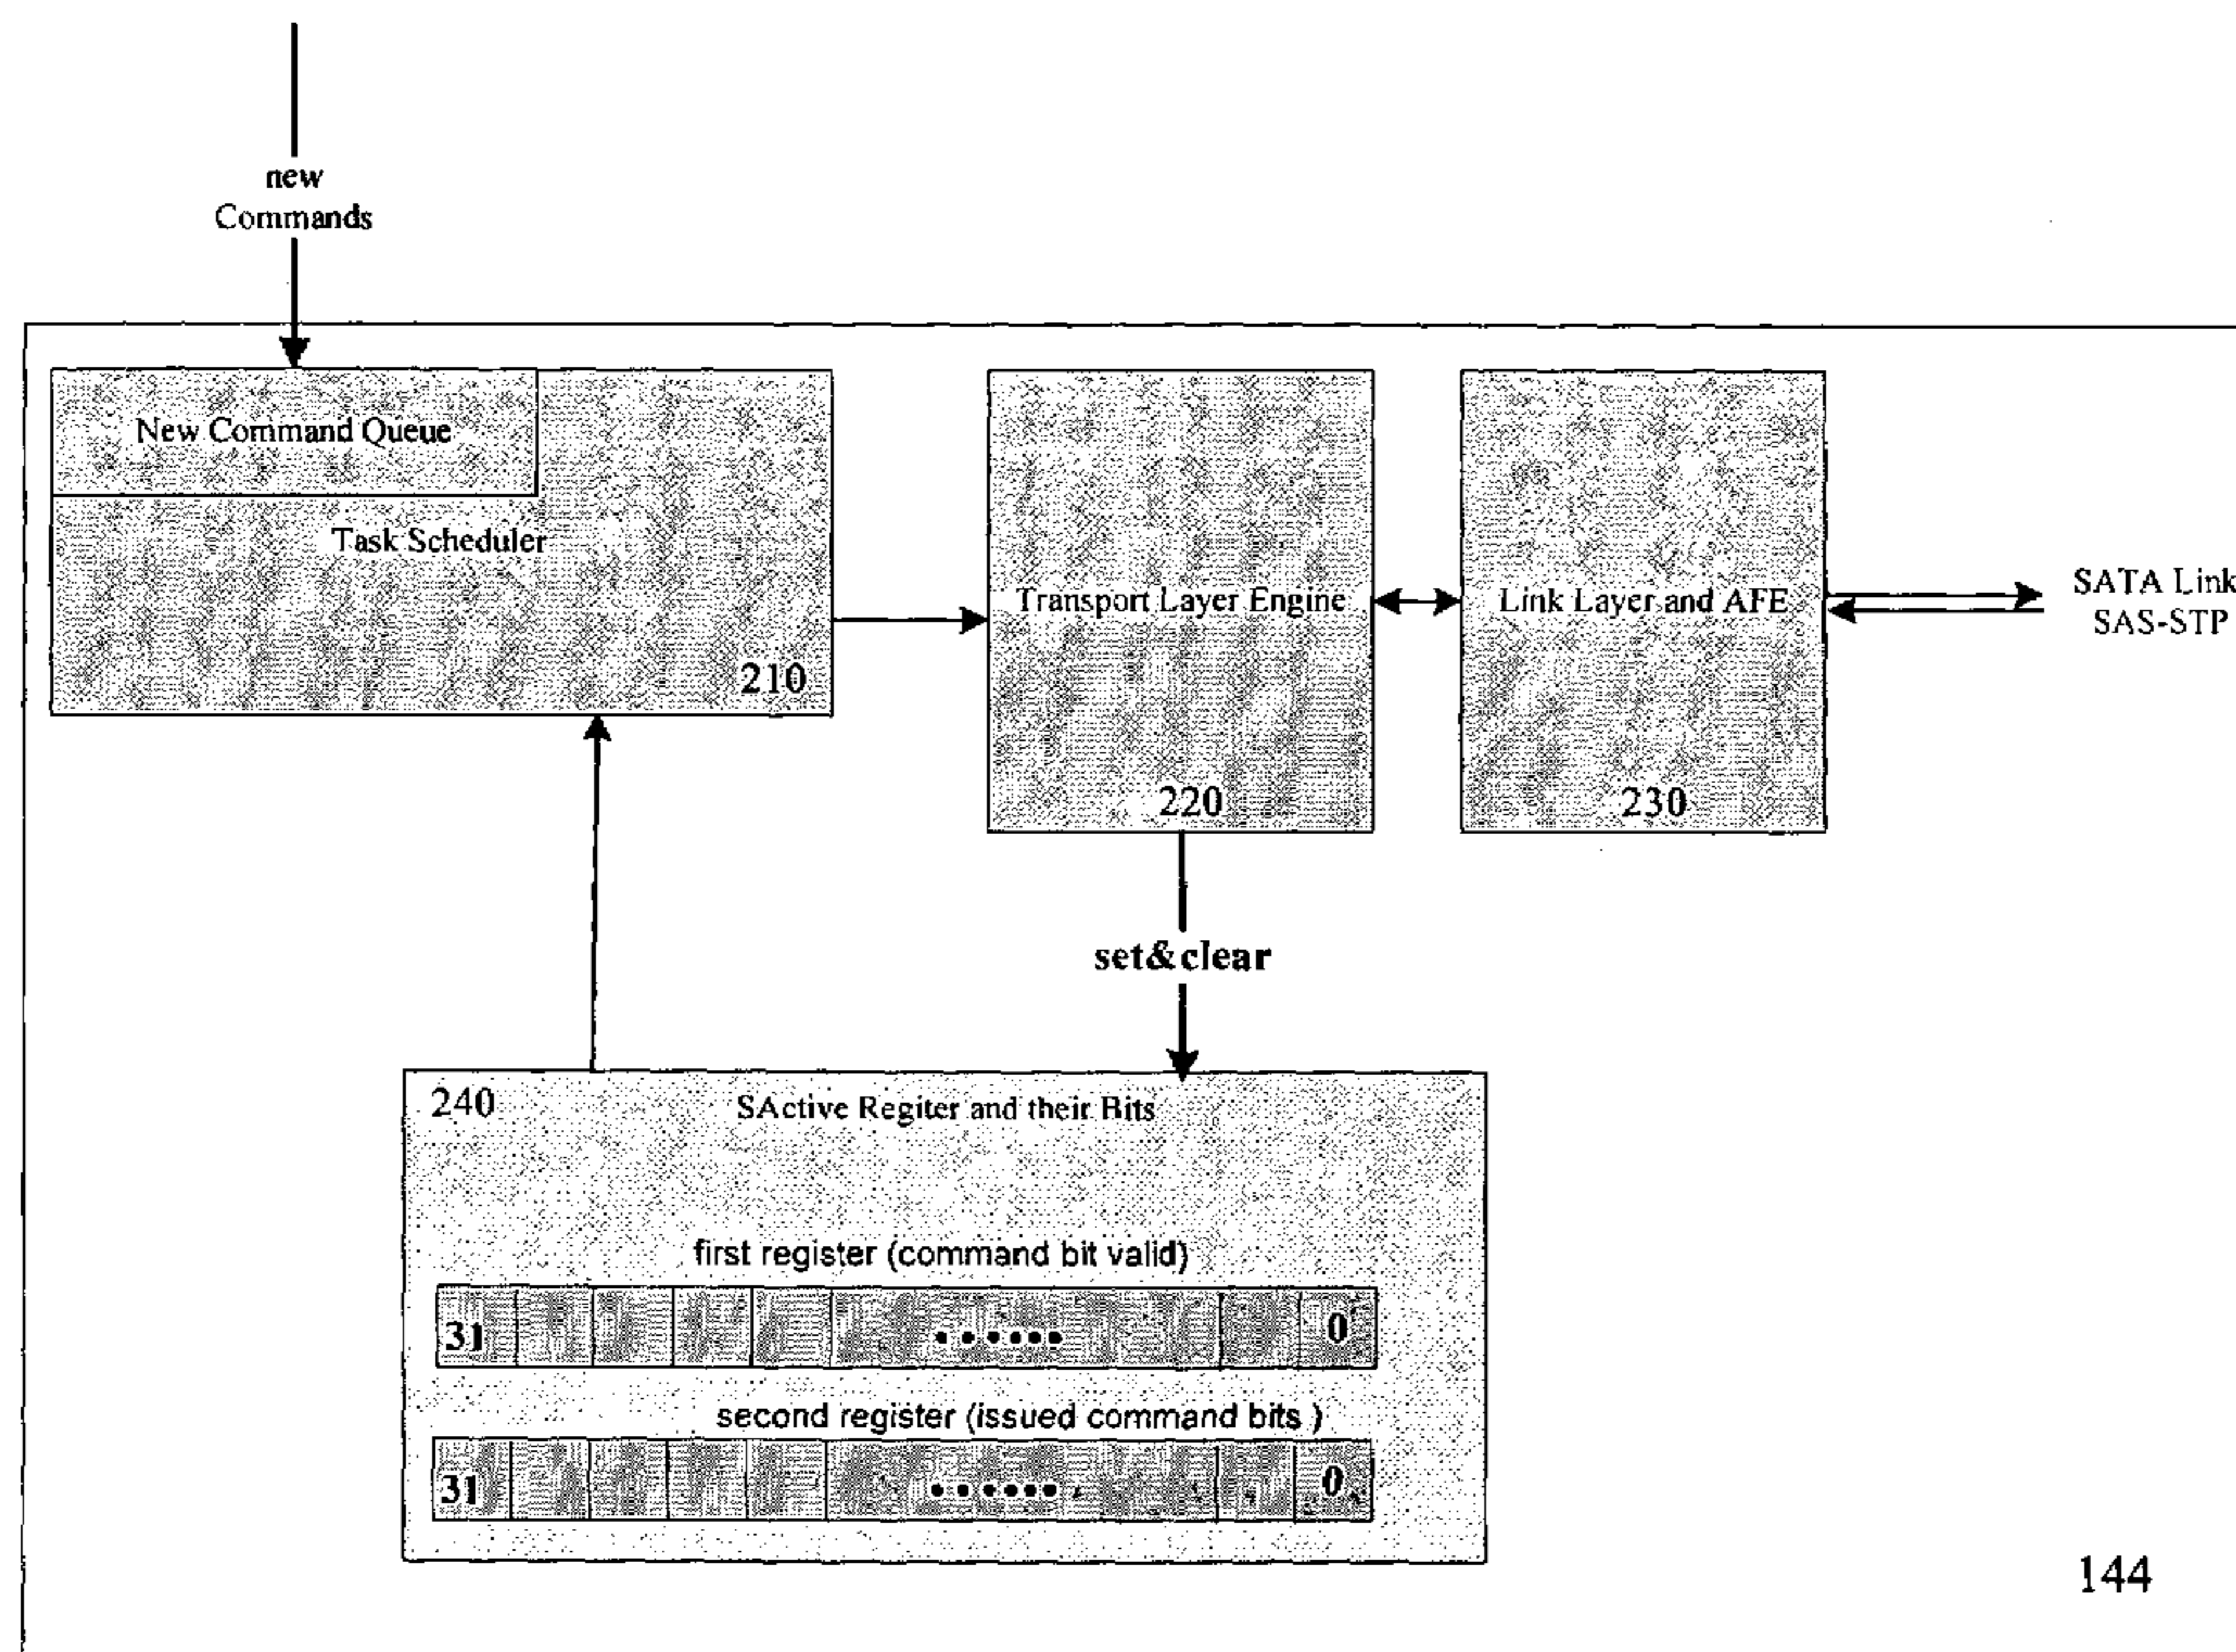 new
Commands
New Command Queue
Task Scheduler
210
Transport Layer Engine
220
Link Layer and AFE
230
SATA Link
SAS-STP
set&clear
240
SActive Regiter and their Bits
first register (command bit valid)
31 ...... 0
second register (issued command bits )
31 ...... 0
144